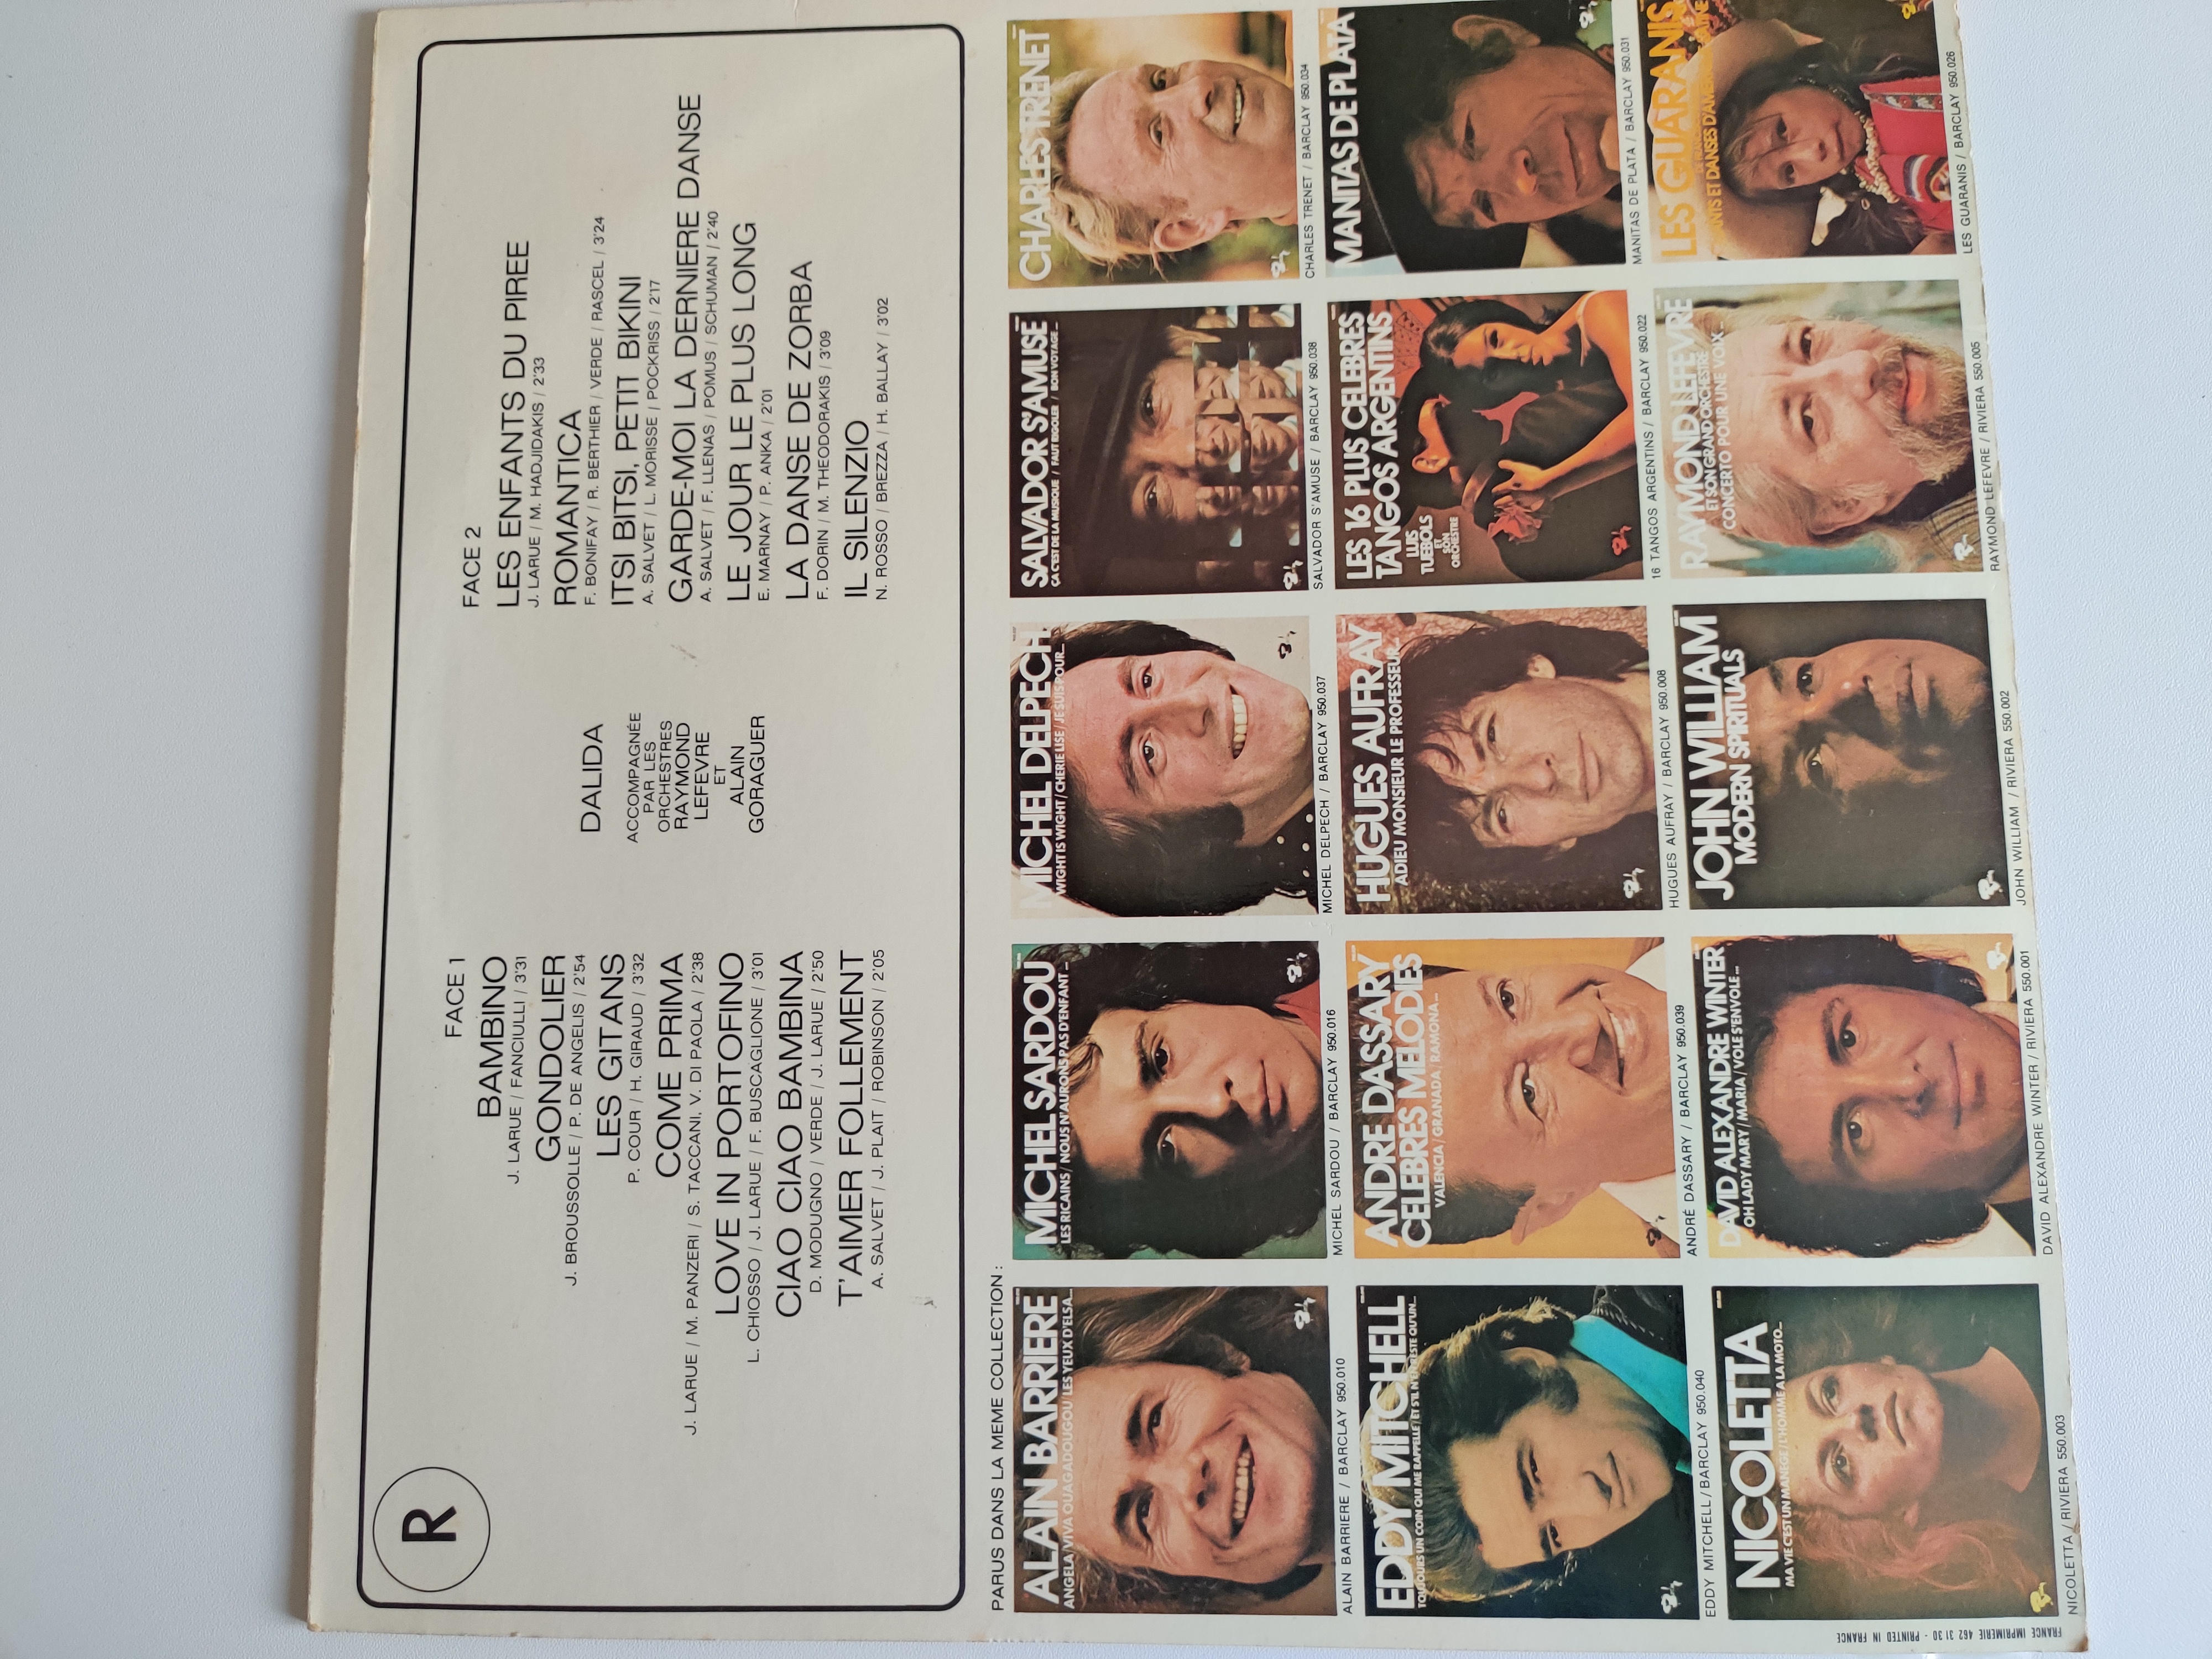 R
FACE 1
BAMBINO
J. LARUE / FANCIULLI / 3'31
GONDOLIER
J. BROUSSOLLE / P. DE ANGELIS / 2'54
LES GITANS
P. COUR / H. GIRAUD / 3'32
COME PRIMA
J. LARUE / M. PANZERI / S. TACCANI, V. DI PAOLA / 2'38
LOVE IN PORTOFINO
L. CHIOSSO / J. LARUE / F. BUSCAGLIONE / 3'01
CIAO CIAO BAMBINA
D. MODUGNO / VERDE / J. LARUE / 2'50
T'AIMER FOLLEMENT
A. SALVET / J. PLAIT / ROBINSON / 2'05
DALIDA
ACCOMPAGNÉE
PAR LES
ORCHESTRES
RAYMOND
LEFEVRE
ET
ALAIN
GORAGUER
FACE 2
LES ENFANTS DU PIREE
J. LARUE / M. HADJIDAKIS / 2'33
ROMANTICA
F. BONIFAY / R. BERTHIER / VERDE / RASCEL / 3'24
ITSI BITSI, PETIT BIKINI
A. SALVET / L. MORISSE / POCKRISS / 2'17
GARDE-MOI LA DERNIERE DANSE
A. SALVET / F. LLENAS / POMUS / SCHUMAN / 2'40
LE JOUR LE PLUS LONG
E. MARNAY / P. ANKA / 2'01
LA DANSE DE ZORBA
F. DORIN / M. THEODORAKIS / 3'09
IL SILENZIO
N. ROSSO / BREZZA / H. BALLAY / 3'02
PARUS DANS LA MEME COLLECTION :
ALAIN BARRIERE
ANGELA / VIVA OUAGADOUGOU / LES YEUX D'ELSA...
ALAIN BARRIERE / BARCLAY 950.010
MICHEL SARDOU
LES RICAINS / NOUS N'AURONS PAS D'ENFANT ...
MICHEL SARDOU / BARCLAY 950.016
MICHEL DELPECH
WIGHT IS WIGHT / CHERIE LISE / JE SUIS POUR...
MICHEL DELPECH / BARCLAY 950.037
SALVADOR S'AMUSE
ÇA C'EST DE LA MUSIQUE / FAUT RIGOLER / BON VOYAGE ...
SALVADOR S'AMUSE / BARCLAY 950.038
CHARLES TRENET
CHARLES TRENET / BARCLAY 950.034
EDDY MITCHELL
TOUJOURS UN COIN QUI ME RAPPELLE / ET S'IL N'EN RESTE QU'UN...
EDDY MITCHELL / BARCLAY 950.040
ANDRE DASSARY
CELEBRES MELODIES
VALENCIA / GRANADA / RAMONA ...
ANDRÉ DASSARY / BARCLAY 950.039
HUGUES AUFRAY
ADIEU MONSIEUR LE PROFESSEUR...
HUGUES AUFRAY / BARCLAY 950.008
LES 16 PLUS CELEBRES
TANGOS ARGENTINS
LUIS
TUEBOLS
ET
SON
ORCHESTRE
16 TANGOS ARGENTINS / BARCLAY 950.022
MANITAS DE PLATA
MANITAS DE PLATA / BARCLAY 950.031
NICOLETTA
MA VIE C'EST UN MANEGE / L'HOMME A LA MOTO...
NICOLETTA / RIVIERA 550.003
DAVID ALEXANDRE WINTER
OH LADY MARY / MARIA / VOLE S'ENVOLE ...
DAVID ALEXANDRE WINTER / RIVIERA 550.001
JOHN WILLIAM
MODERN SPIRITUALS
JOHN WILLIAM / RIVIERA 550.002
RAYMOND LEFEVRE
ET SON GRAND ORCHESTRE
CONCERTO POUR UNE VOIX ...
RAYMOND LEFEVRE / RIVIERA 550.005
LES GUARANIS
ET DANSES D'AMERIQUE LATINE
LES GUARANIS / BARCLAY 950.026
FRANCE IMPRIMERIE 462 31 30 - PRINTED IN FRANCE